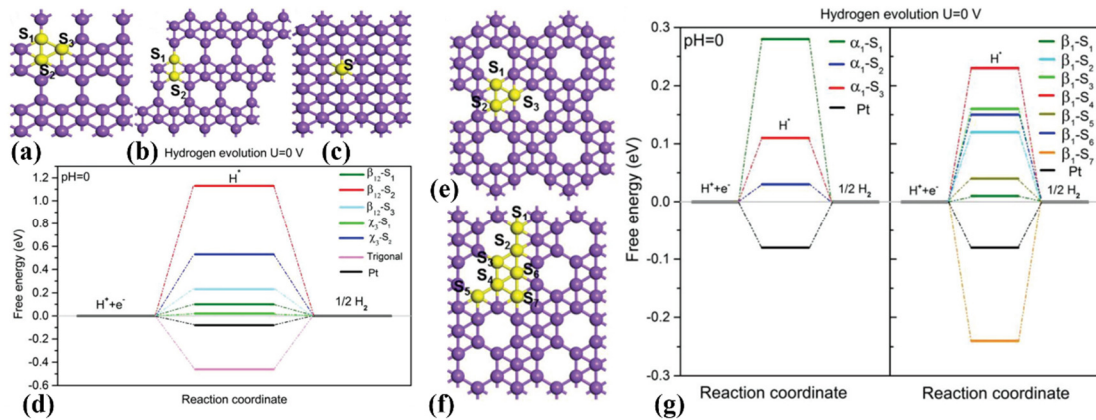 S₁
S₃
S₂
(a)
S₁
S₂
(b)
S
(c)
Hydrogen evolution U=0 V
pH=0
Free energy (eV)
1.2
1.0
0.8
0.6
0.4
0.2
0.0
-0.2
-0.4
-0.6
H*
H⁺+e⁻
1/2 H₂
β₁₂-S₁
β₁₂-S₂
β₁₂-S₃
χ₃-S₁
χ₃-S₂
Trigonal
Pt
Reaction coordinate
(d)
S₁
S₂
S₃
(e)
S₁
S₂
S₃
S₄
S₆
S₅
S₇
(f)
Hydrogen evolution U=0 V
Free energy (eV)
0.3
0.2
0.1
0.0
-0.1
-0.2
-0.3
pH=0
α₁-S₁
α₁-S₂
α₁-S₃
Pt
H*
H⁺+e⁻
1/2 H₂
Reaction coordinate
β₁-S₁
β₁-S₂
β₁-S₃
β₁-S₄
β₁-S₅
β₁-S₆
β₁-S₇
Pt
H*
H⁺+e⁻
1/2 H₂
Reaction coordinate
(g)